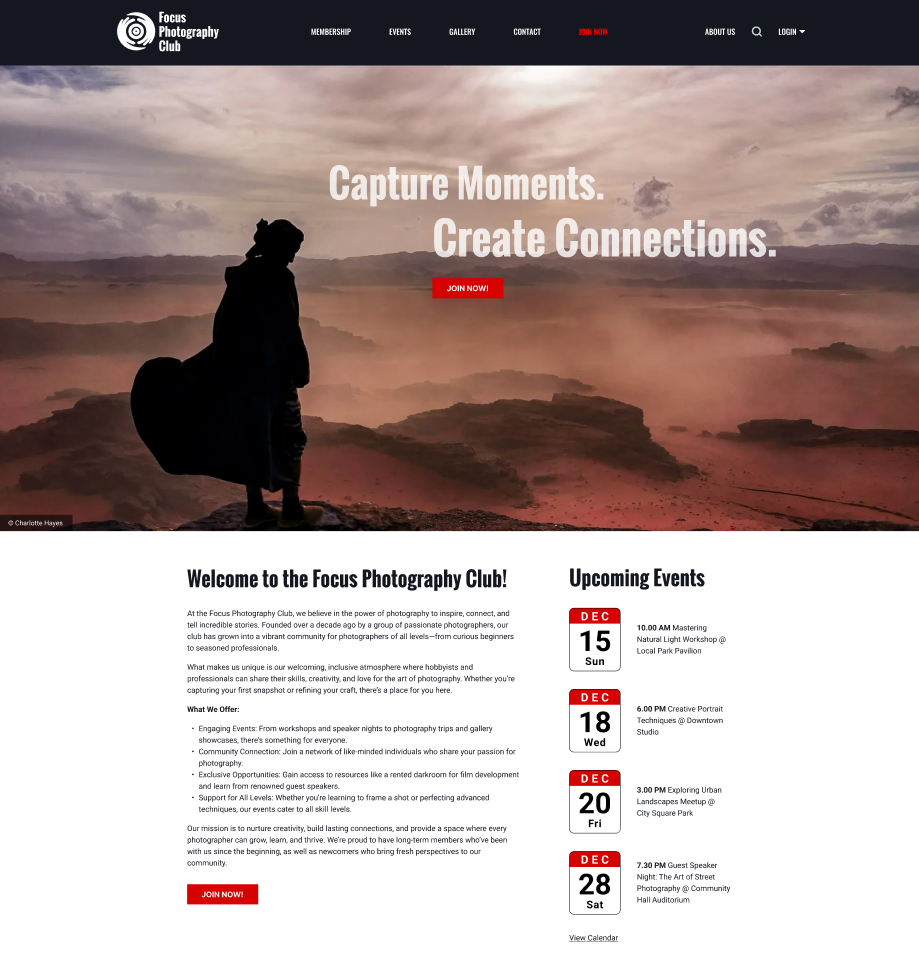 Focus
Photography
Club
MEMBERSHIP
EVENTS
GALLERY
CONTACT
JOIN NOW
ABOUT US
LOGIN
Capture Moments.
Create Connections.
JOIN NOW!
© Charlotte Hayes
Welcome to the Focus Photography Club!
At the Focus Photography Club, we believe in the power of photography to inspire, connect, and
tell incredible stories. Founded over a decade ago by a group of passionate photographers, our
club has grown into a vibrant community for photographers of all levels—from curious beginners
to seasoned professionals.
What makes us unique is our welcoming, inclusive atmosphere where hobbyists and
professionals can share their skills, creativity, and love for the art of photography. Whether you're
capturing your first snapshot or refining your craft, there's a place for you here.
What We Offer:
• Engaging Events: From workshops and speaker nights to photography trips and gallery
showcases, there's something for everyone.
• Community Connection: Join a network of like-minded individuals who share your passion for
photography.
• Exclusive Opportunities: Gain access to resources like a rented darkroom for film development
and learn from renowned guest speakers.
• Support for All Levels: Whether you're learning to frame a shot or perfecting advanced
techniques, our events cater to all skill levels.
Our mission is to nurture creativity, build lasting connections, and provide a space where every
photographer can grow, learn, and thrive. We're proud to have long-term members who've been
with us since the beginning, as well as newcomers who bring fresh perspectives to our
community.
JOIN NOW!
Upcoming Events
DEC
15
Sun
10.00 AM Mastering
Natural Light Workshop @
Local Park Pavilion
DEC
18
Wed
6.00 PM Creative Portrait
Techniques @ Downtown
Studio
DEC
20
Fri
3.00 PM Exploring Urban
Landscapes Meetup @
City Square Park
DEC
28
Sat
7.30 PM Guest Speaker
Night: The Art of Street
Photography @ Community
Hall Auditorium
View Calendar